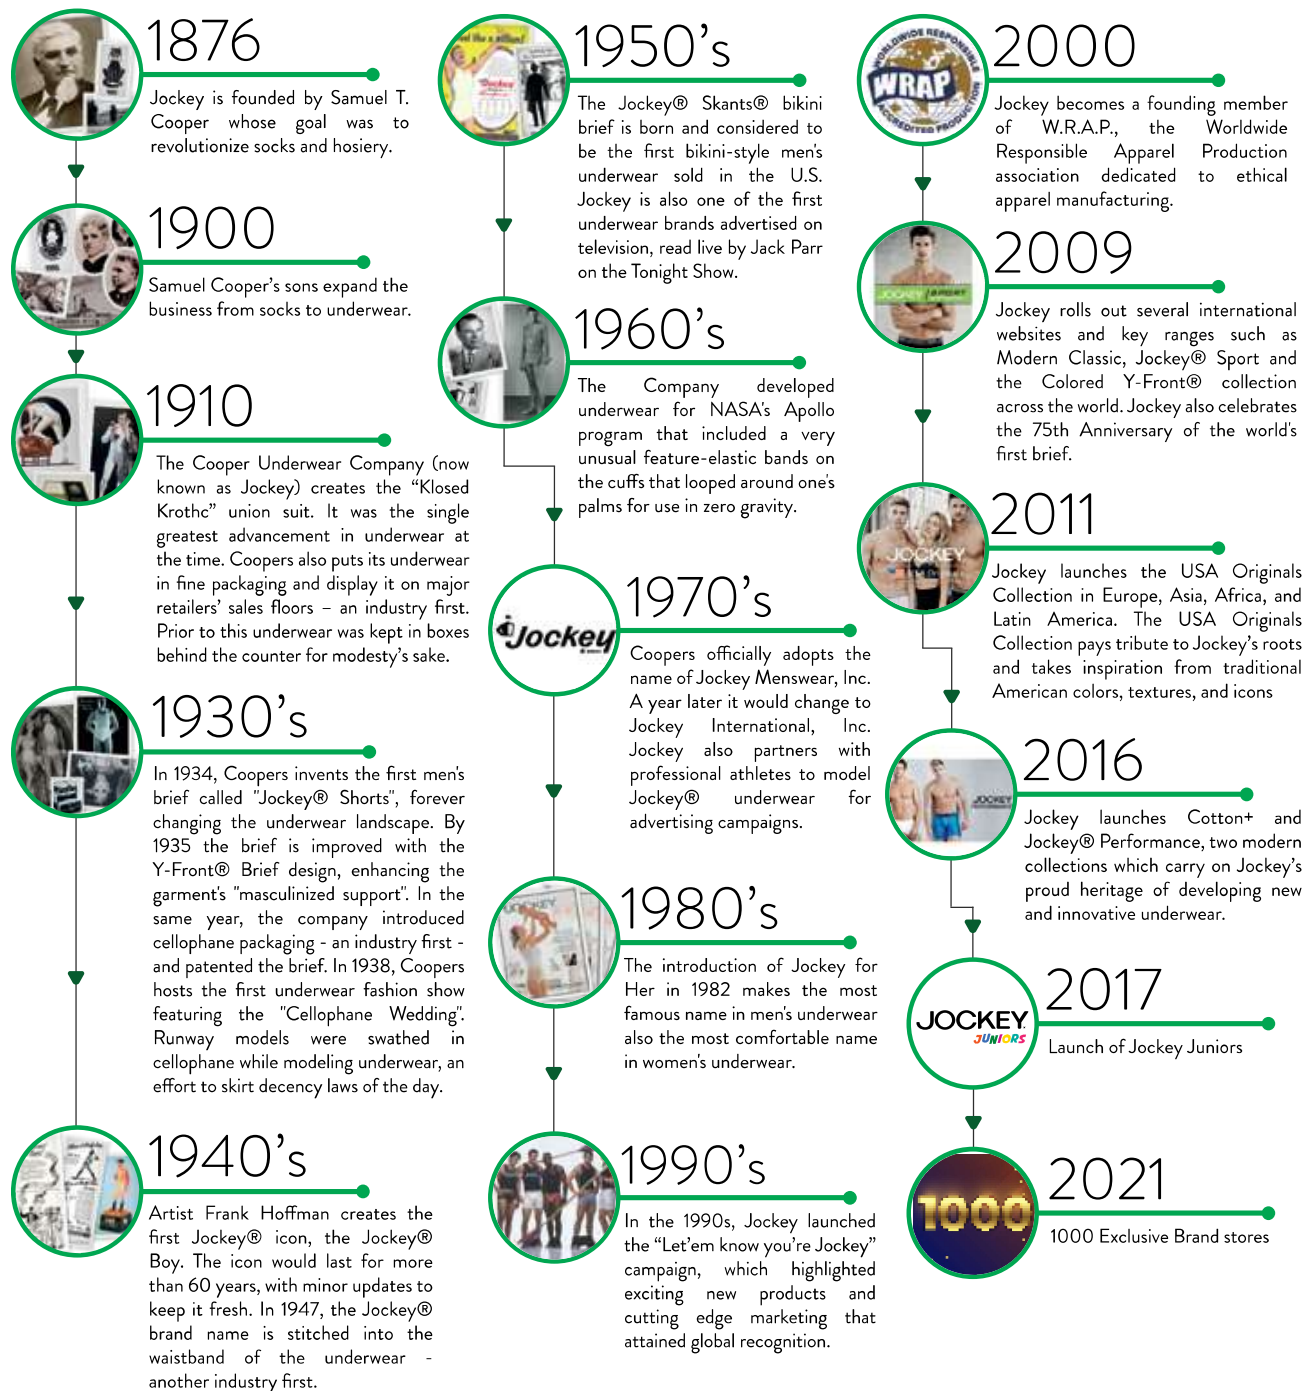 1876
Jockey is founded by Samuel T.
Cooper whose goal was to
revolutionize socks and hosiery.
1900
Samuel Cooper's sons expand the
business from socks to underwear.
1910
The Cooper Underwear Company (now
known as Jockey) creates the “Klosed
Krothc” union suit. It was the single
greatest advancement in underwear at
the time. Coopers also puts its underwear
in fine packaging and display it on major
retailers’ sales floors – an industry first.
Prior to this underwear was kept in boxes
behind the counter for modesty’s sake.
1930’s
In 1934, Coopers invents the first men's
brief called "Jockey® Shorts", forever
changing the underwear landscape. By
1935 the brief is improved with the
Y-Front® Brief design, enhancing the
garment's "masculinized support". In the
same year, the company introduced
cellophane packaging - an industry first -
and patented the brief. In 1938, Coopers
hosts the first underwear fashion show
featuring the "Cellophane Wedding".
Runway models were swathed in
cellophane while modeling underwear, an
effort to skirt decency laws of the day.
1940’s
Artist Frank Hoffman creates the
first Jockey® icon, the Jockey®
Boy. The icon would last for more
than 60 years, with minor updates to
keep it fresh. In 1947, the Jockey®
brand name is stitched into the
waistband of the underwear -
another industry first.
1950’s
The Jockey® Skants® bikini
brief is born and considered to
be the first bikini-style men's
underwear sold in the U.S.
Jockey is also one of the first
underwear brands advertised on
television, read live by Jack Parr
on the Tonight Show.
1960’s
The Company developed
underwear for NASA's Apollo
program that included a very
unusual feature-elastic bands on
the cuffs that looped around one's
palms for use in zero gravity.
Jockey
1970’s
Coopers officially adopts the
name of Jockey Menswear, Inc.
A year later it would change to
Jockey International, Inc.
Jockey also partners with
professional athletes to model
Jockey® underwear for
advertising campaigns.
JOCKEY
1980’s
The introduction of Jockey for
Her in 1982 makes the most
famous name in men's underwear
also the most comfortable name
in women's underwear.
1990’s
In the 1990s, Jockey launched
the “Let’em know you’re Jockey”
campaign, which highlighted
exciting new products and
cutting edge marketing that
attained global recognition.
WORLDWIDE RESPONSIBLE
WRAP
ACCREDITED PRODUCTION
2000
Jockey becomes a founding member
of W.R.A.P., the Worldwide
Responsible Apparel Production
association dedicated to ethical
apparel manufacturing.
JOCKEY
2009
Jockey rolls out several international
websites and key ranges such as
Modern Classic, Jockey® Sport and
the Colored Y-Front® collection
across the world. Jockey also celebrates
the 75th Anniversary of the world's
first brief.
JOCKEY
2011
Jockey launches the USA Originals
Collection in Europe, Asia, Africa, and
Latin America. The USA Originals
Collection pays tribute to Jockey’s roots
and takes inspiration from traditional
American colors, textures, and icons
JOCKEY
2016
Jockey launches Cotton+ and
Jockey® Performance, two modern
collections which carry on Jockey’s
proud heritage of developing new
and innovative underwear.
JOCKEY
JUNIORS
2017
Launch of Jockey Juniors
1000
2021
1000 Exclusive Brand stores